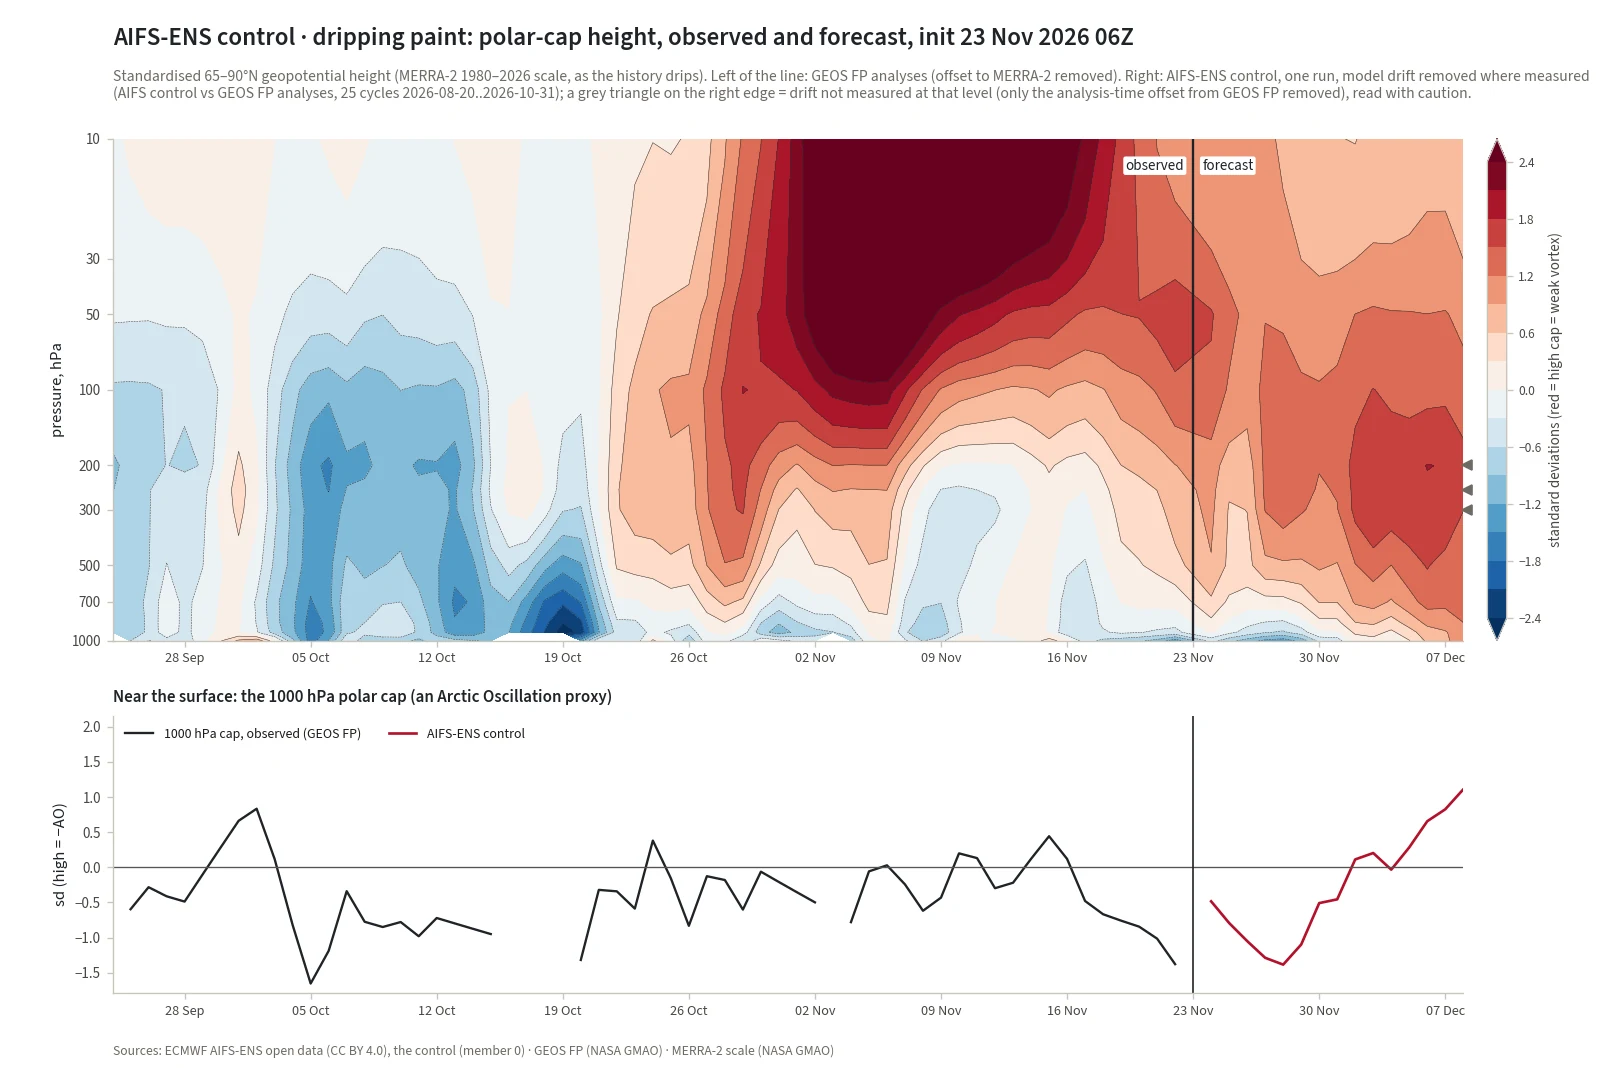 AIFS-ENS control · dripping paint: polar-cap height, observed and forecast, init 23 Nov 2026 06Z
Standardised 65–90°N geopotential height (MERRA-2 1980–2026 scale, as the history drips). Left of the line: GEOS FP analyses (offset to MERRA-2 removed). Right: AIFS-ENS control, one run, model drift removed where measured
(AIFS control vs GEOS FP analyses, 25 cycles 2026-08-20..2026-10-31); a grey triangle on the right edge = drift not measured at that level (only the analysis-time offset from GEOS FP removed), read with caution.
observed
forecast
pressure, hPa
10
30
50
100
200
300
500
700
1000
28 Sep
05 Oct
12 Oct
19 Oct
26 Oct
02 Nov
09 Nov
16 Nov
23 Nov
30 Nov
07 Dec
2.4
1.8
1.2
0.6
0.0
−0.6
−1.2
−1.8
−2.4
standard deviations (red = high cap = weak vortex)
Near the surface: the 1000 hPa polar cap (an Arctic Oscillation proxy)
1000 hPa cap, observed (GEOS FP)
AIFS-ENS control
sd (high = −AO)
2.0
1.5
1.0
0.5
0.0
−0.5
−1.0
−1.5
28 Sep
05 Oct
12 Oct
19 Oct
26 Oct
02 Nov
09 Nov
16 Nov
23 Nov
30 Nov
07 Dec
Sources: ECMWF AIFS-ENS open data (CC BY 4.0), the control (member 0) · GEOS FP (NASA GMAO) · MERRA-2 scale (NASA GMAO)